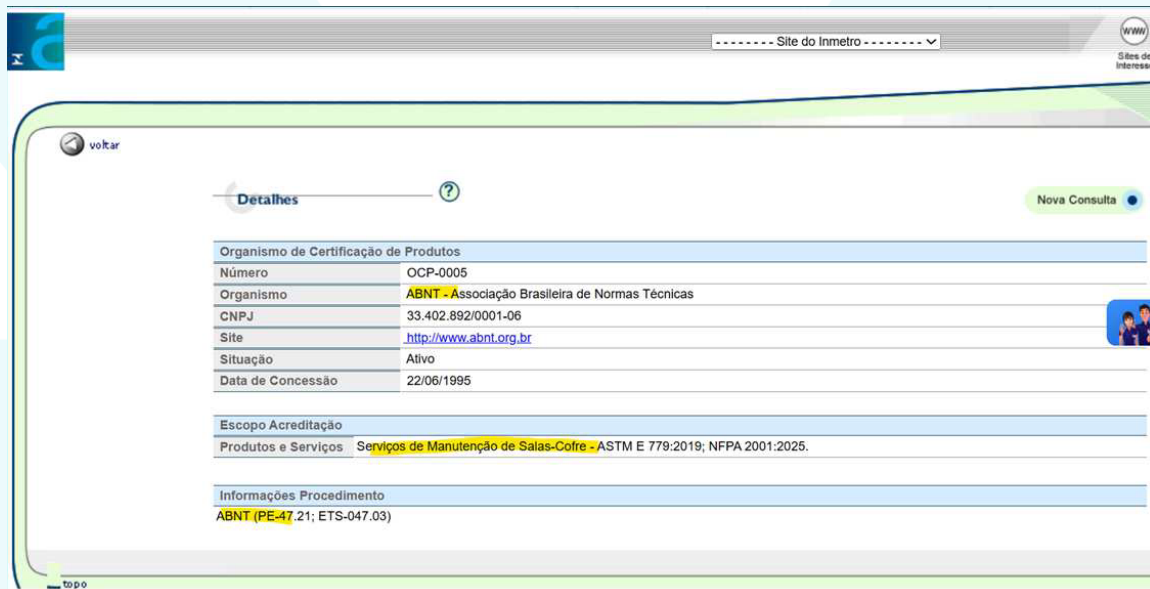 - - - - - - - - Site do Inmetro - - - - - - - -
www
Sites de
Interesse
voltar
Detalhes
?
Nova Consulta
Organismo de Certificação de Produtos
Número OCP-0005
Organismo ABNT - Associação Brasileira de Normas Técnicas
CNPJ 33.402.892/0001-06
Site http://www.abnt.org.br
Situação Ativo
Data de Concessão 22/06/1995
Escopo Acreditação
Produtos e Serviços Serviços de Manutenção de Salas-Cofre - ASTM E 779:2019; NFPA 2001:2025.
Informações Procedimento
ABNT (PE-47.21; ETS-047.03)
topo